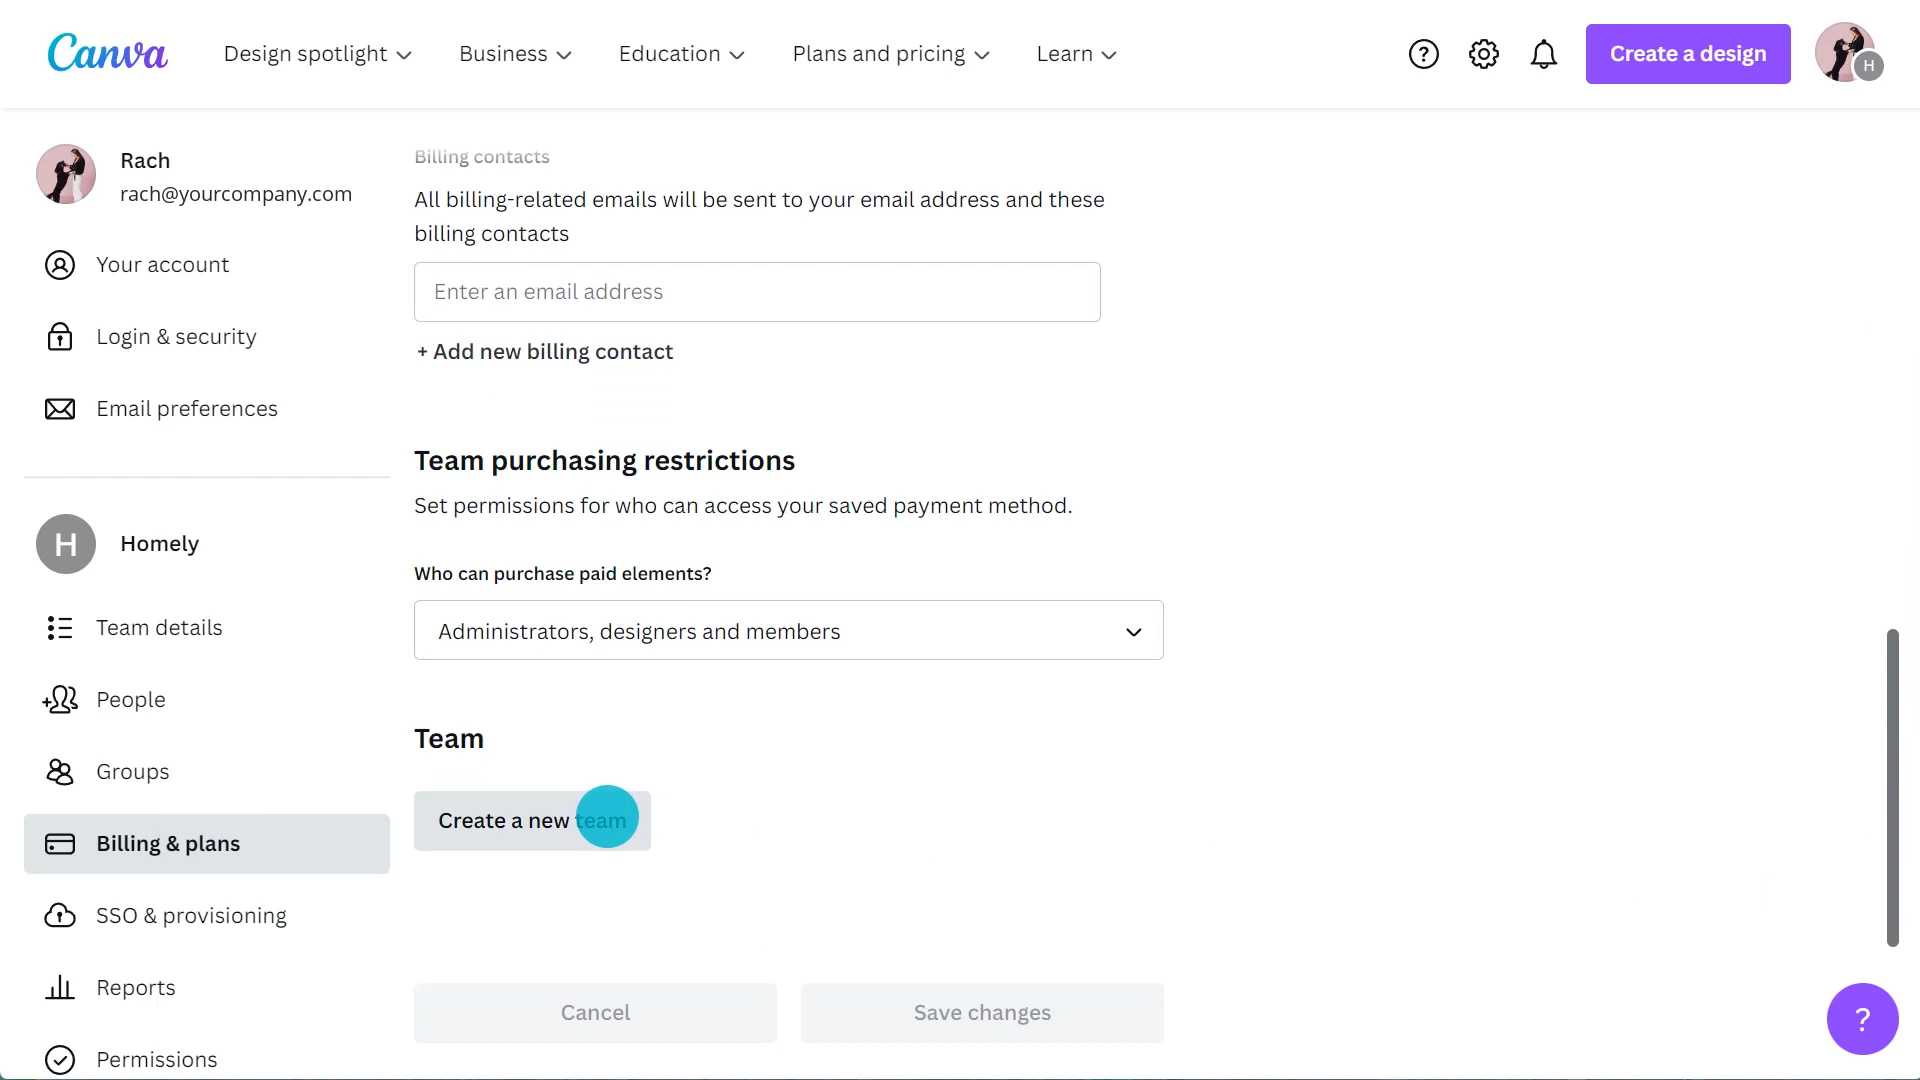 Canva
Design spotlight
Business
Education
Plans and pricing
Learn
Create a design
H
Rach
rach@yourcompany.com
Your account
Login & security
Email preferences
H
Homely
Team details
People
Groups
Billing & plans
SSO & provisioning
Reports
Permissions
Billing contacts
All billing-related emails will be sent to your email address and these
billing contacts
Enter an email address
+ Add new billing contact
Team purchasing restrictions
Set permissions for who can access your saved payment method.
Who can purchase paid elements?
Administrators, designers and members
Team
Create a new team
Cancel
Save changes
?